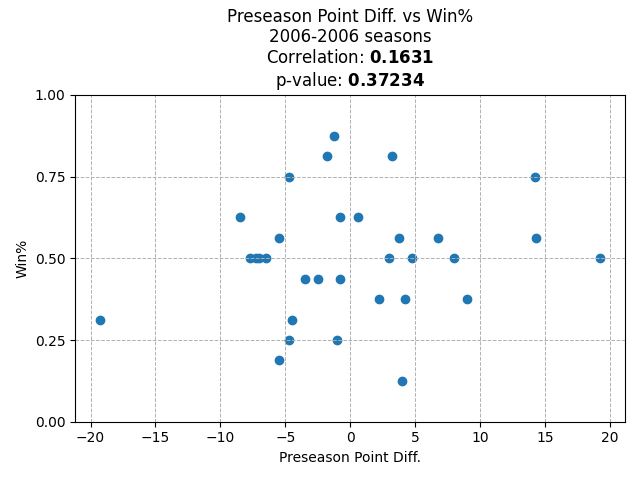 Preseason Point Diff. vs Win%
2006-2006 seasons
Correlation: 0.1631
p-value: 0.37234
1.00
0.75
0.50
0.25
0.00
Win%
−20 −15 −10 −5 0 5 10 15 20
Preseason Point Diff.